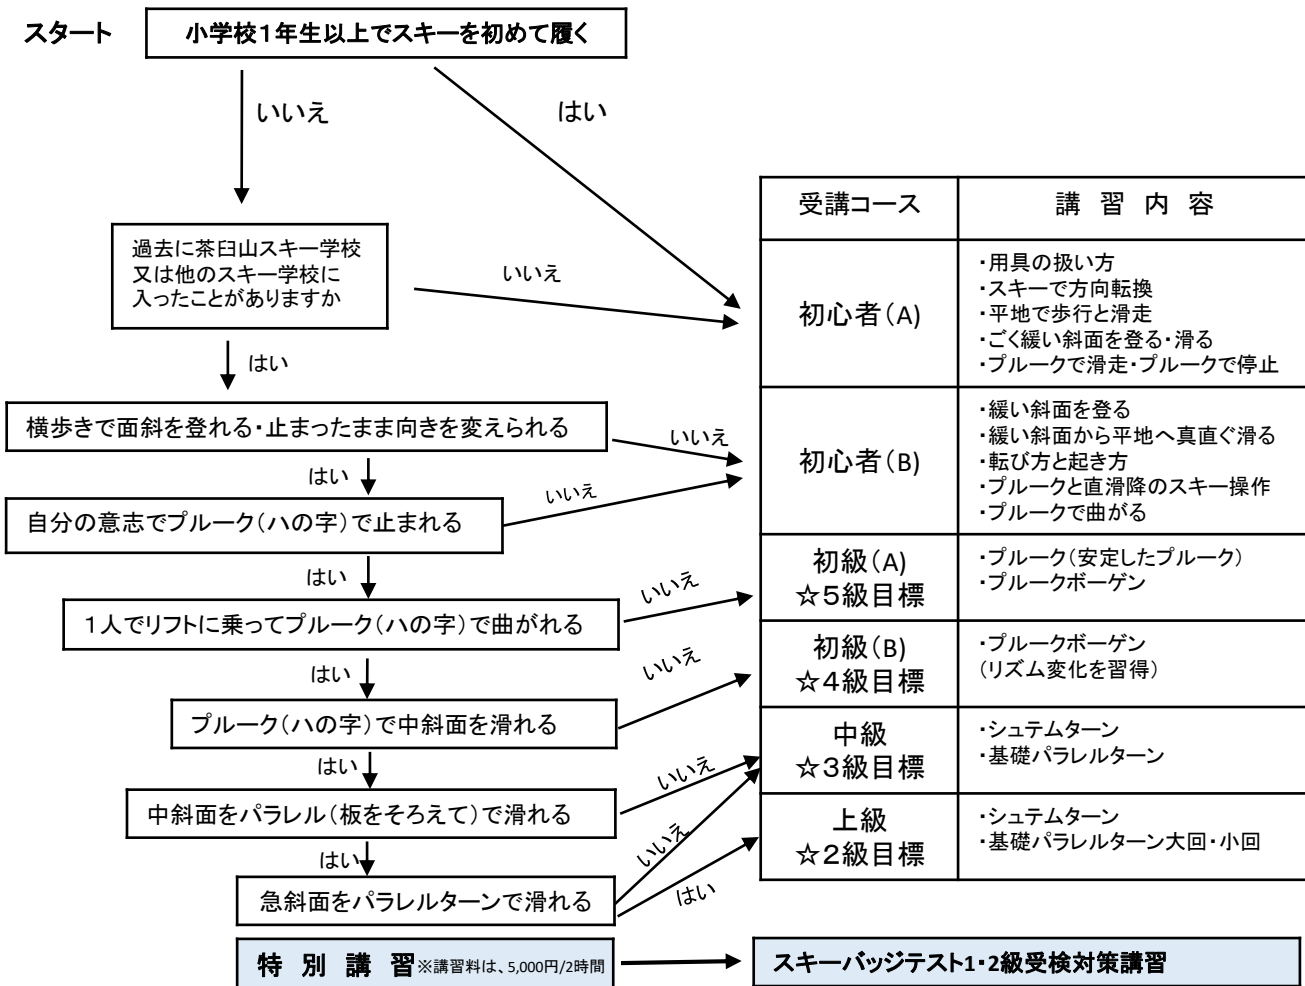 スタート
小学校１年生以上でスキーを初めて履く
いいえ
はい
過去に茶臼山スキー学校
又は他のスキー学校に
入ったことがありますか
いいえ
はい
横歩きで面斜を登れる・止まったまま向きを変えられる
いいえ
はい
自分の意志でプルーク（ハの字）で止まれる
いいえ
はい
１人でリフトに乗ってプルーク（ハの字）で曲がれる
いいえ
はい
プルーク（ハの字）で中斜面を滑れる
いいえ
はい
中斜面をパラレル（板をそろえて）で滑れる
いいえ
はい
急斜面をパラレルターンで滑れる
いいえ
はい
特 別 講 習 ※講習料は、5,000円/2時間
スキーバッジテスト1・2級受検対策講習
受講コース
講 習 内 容
初心者（A)
・用具の扱い方
・スキーで方向転換
・平地で歩行と滑走
・ごく緩い斜面を登る・滑る
・プルークで滑走・プルークで停止
初心者（B)
・緩い斜面を登る
・緩い斜面から平地へ真直ぐ滑る
・転び方と起き方
・プルークと直滑降のスキー操作
・プルークで曲がる
初級（A)
☆５級目標
・プルーク（安定したプルーク）
・プルークボーゲン
初級（B)
☆４級目標
・プルークボーゲン
(リズム変化を習得）
中級
☆３級目標
・シュテムターン
・基礎パラレルターン
上級
☆２級目標
・シュテムターン
・基礎パラレルターン大回・小回